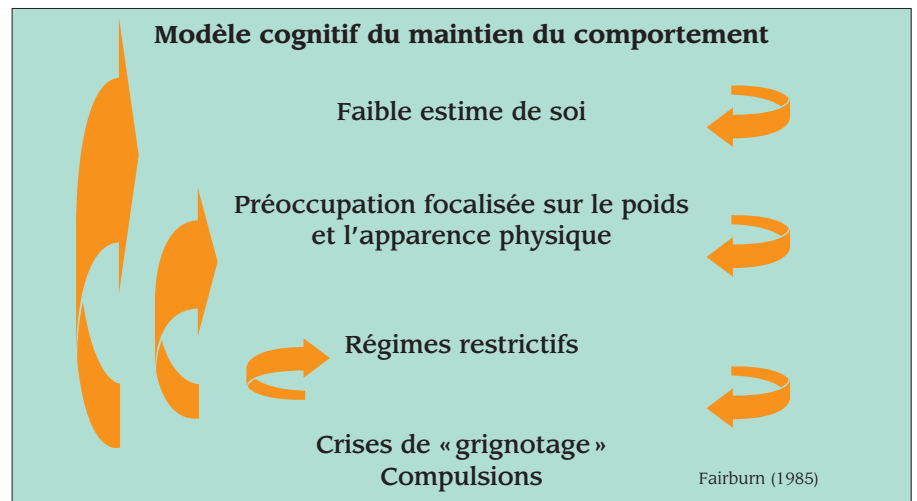 Modèle cognitif du maintien du comportement
Faible estime de soi
Préoccupation focalisée sur le poids
et l'apparence physique
Régimes restrictifs
Crises de « grignotage »
Compulsions
Fairburn (1985)